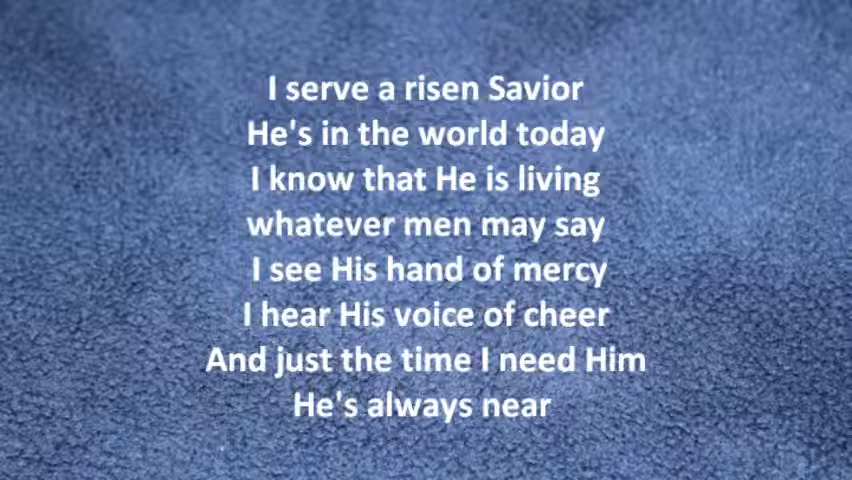 I serve a risen Savior
He's in the world today
I know that He is living
whatever men may say
I see His hand of mercy
I hear His voice of cheer
And just the time I need Him
He's always near